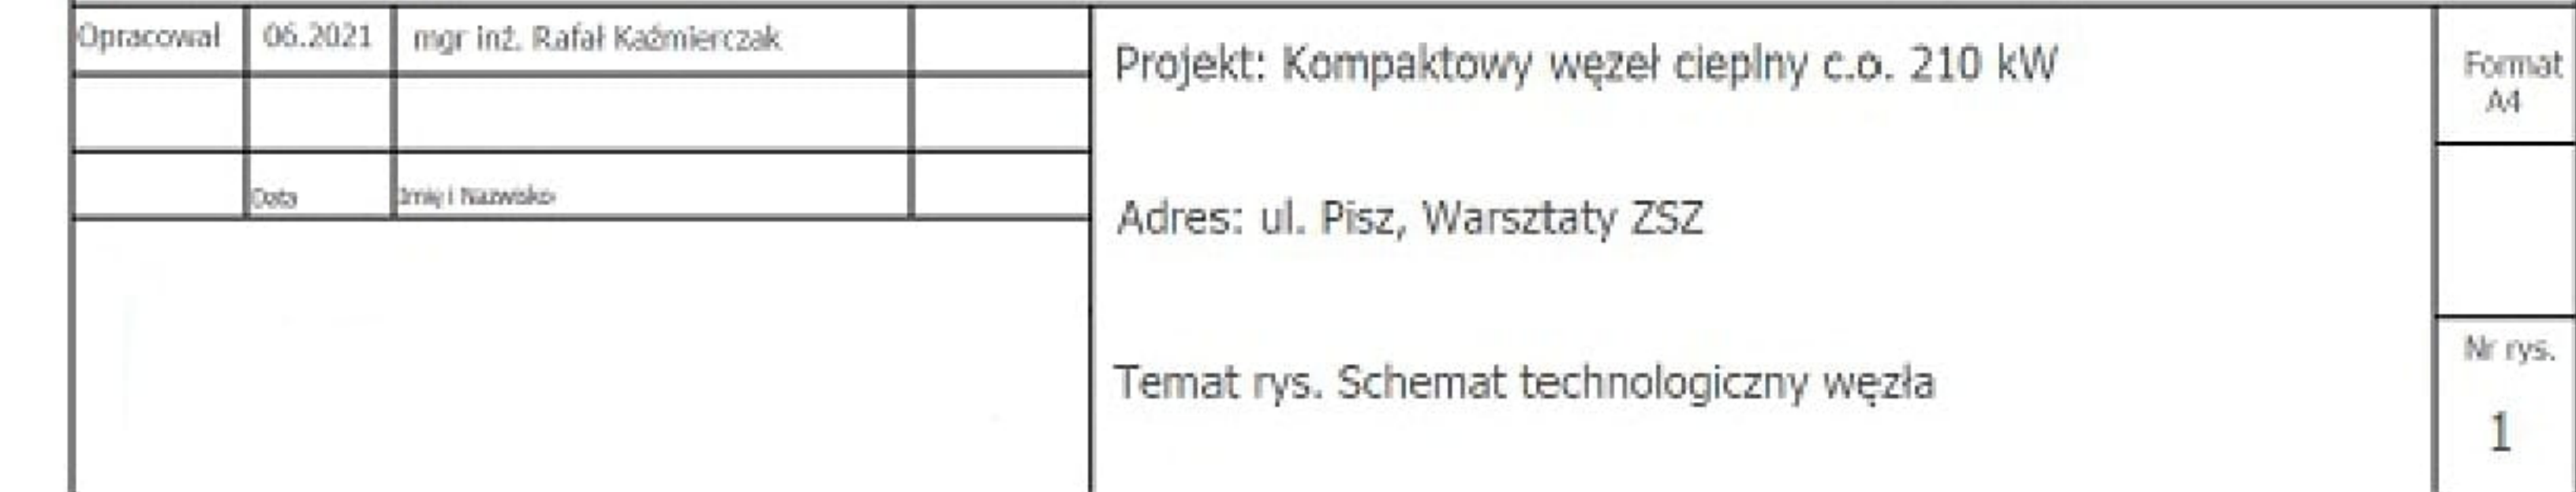 Opracował 06.2021 mgr inż. Rafał Kaźmierczak
Data Imię i Nazwisko
Projekt: Kompaktowy węzeł cieplny c.o. 210 kW
Adres: ul. Pisz, Warsztaty ZSZ
Temat rys. Schemat technologiczny węzła
Format
A4
Nr rys.
1